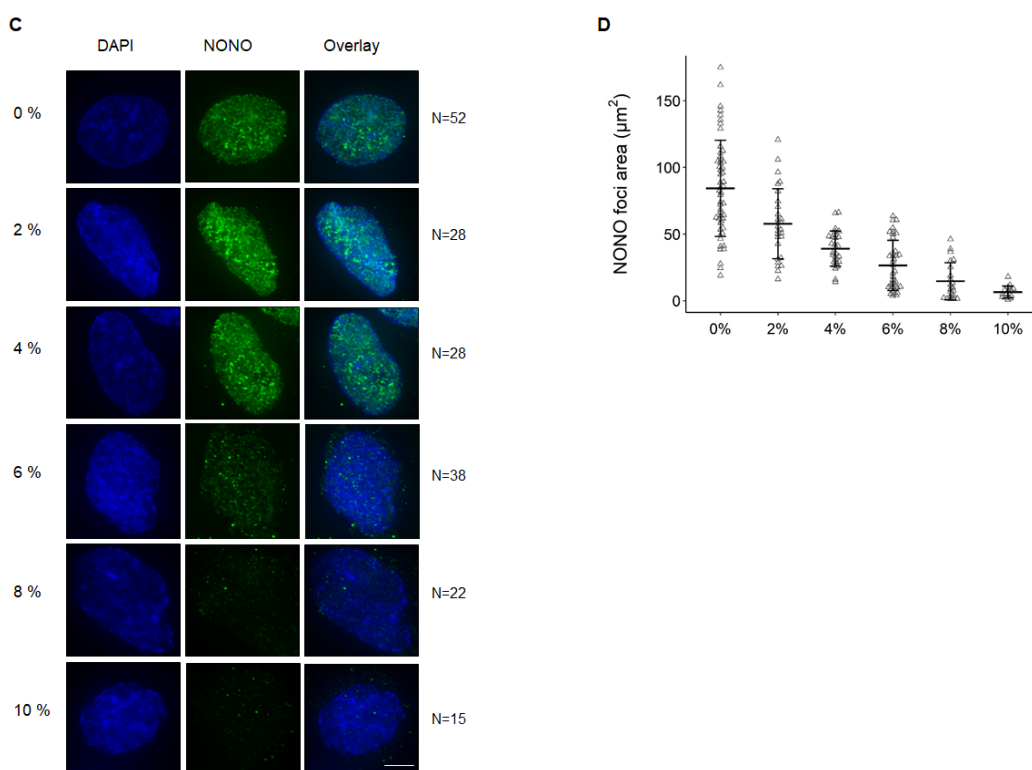 C
DAPI NONO Overlay
0 % N=52
2 % N=28
4 % N=28
6 % N=38
8 % N=22
10 % N=15
D
NONO foci area (µm²)
150
100
50
0
0% 2% 4% 6% 8% 10%